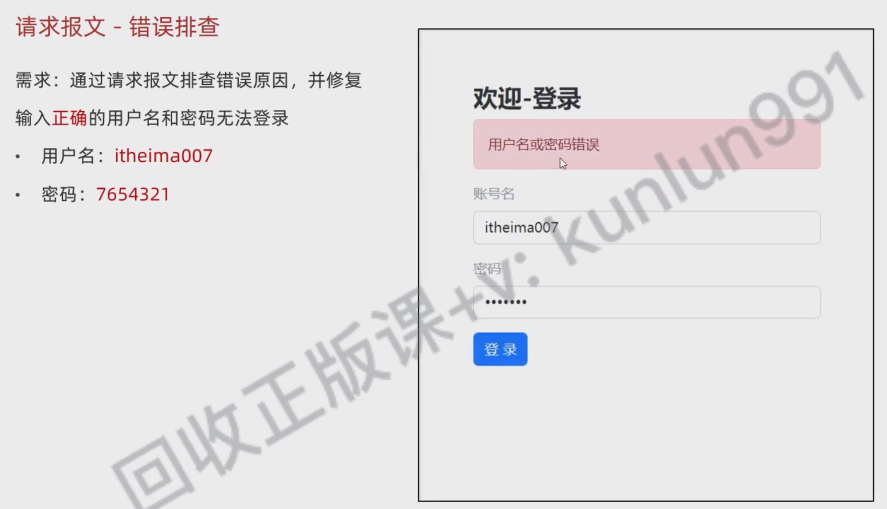 请求报文 - 错误排查
需求：通过请求报文排查错误原因，并修复
输入正确的用户名和密码无法登录
• 用户名：itheima007
• 密码：7654321
欢迎-登录
用户名或密码错误
账号名
itheima007
密码
•••••••
登 录
回收正版课+v: kunlun991